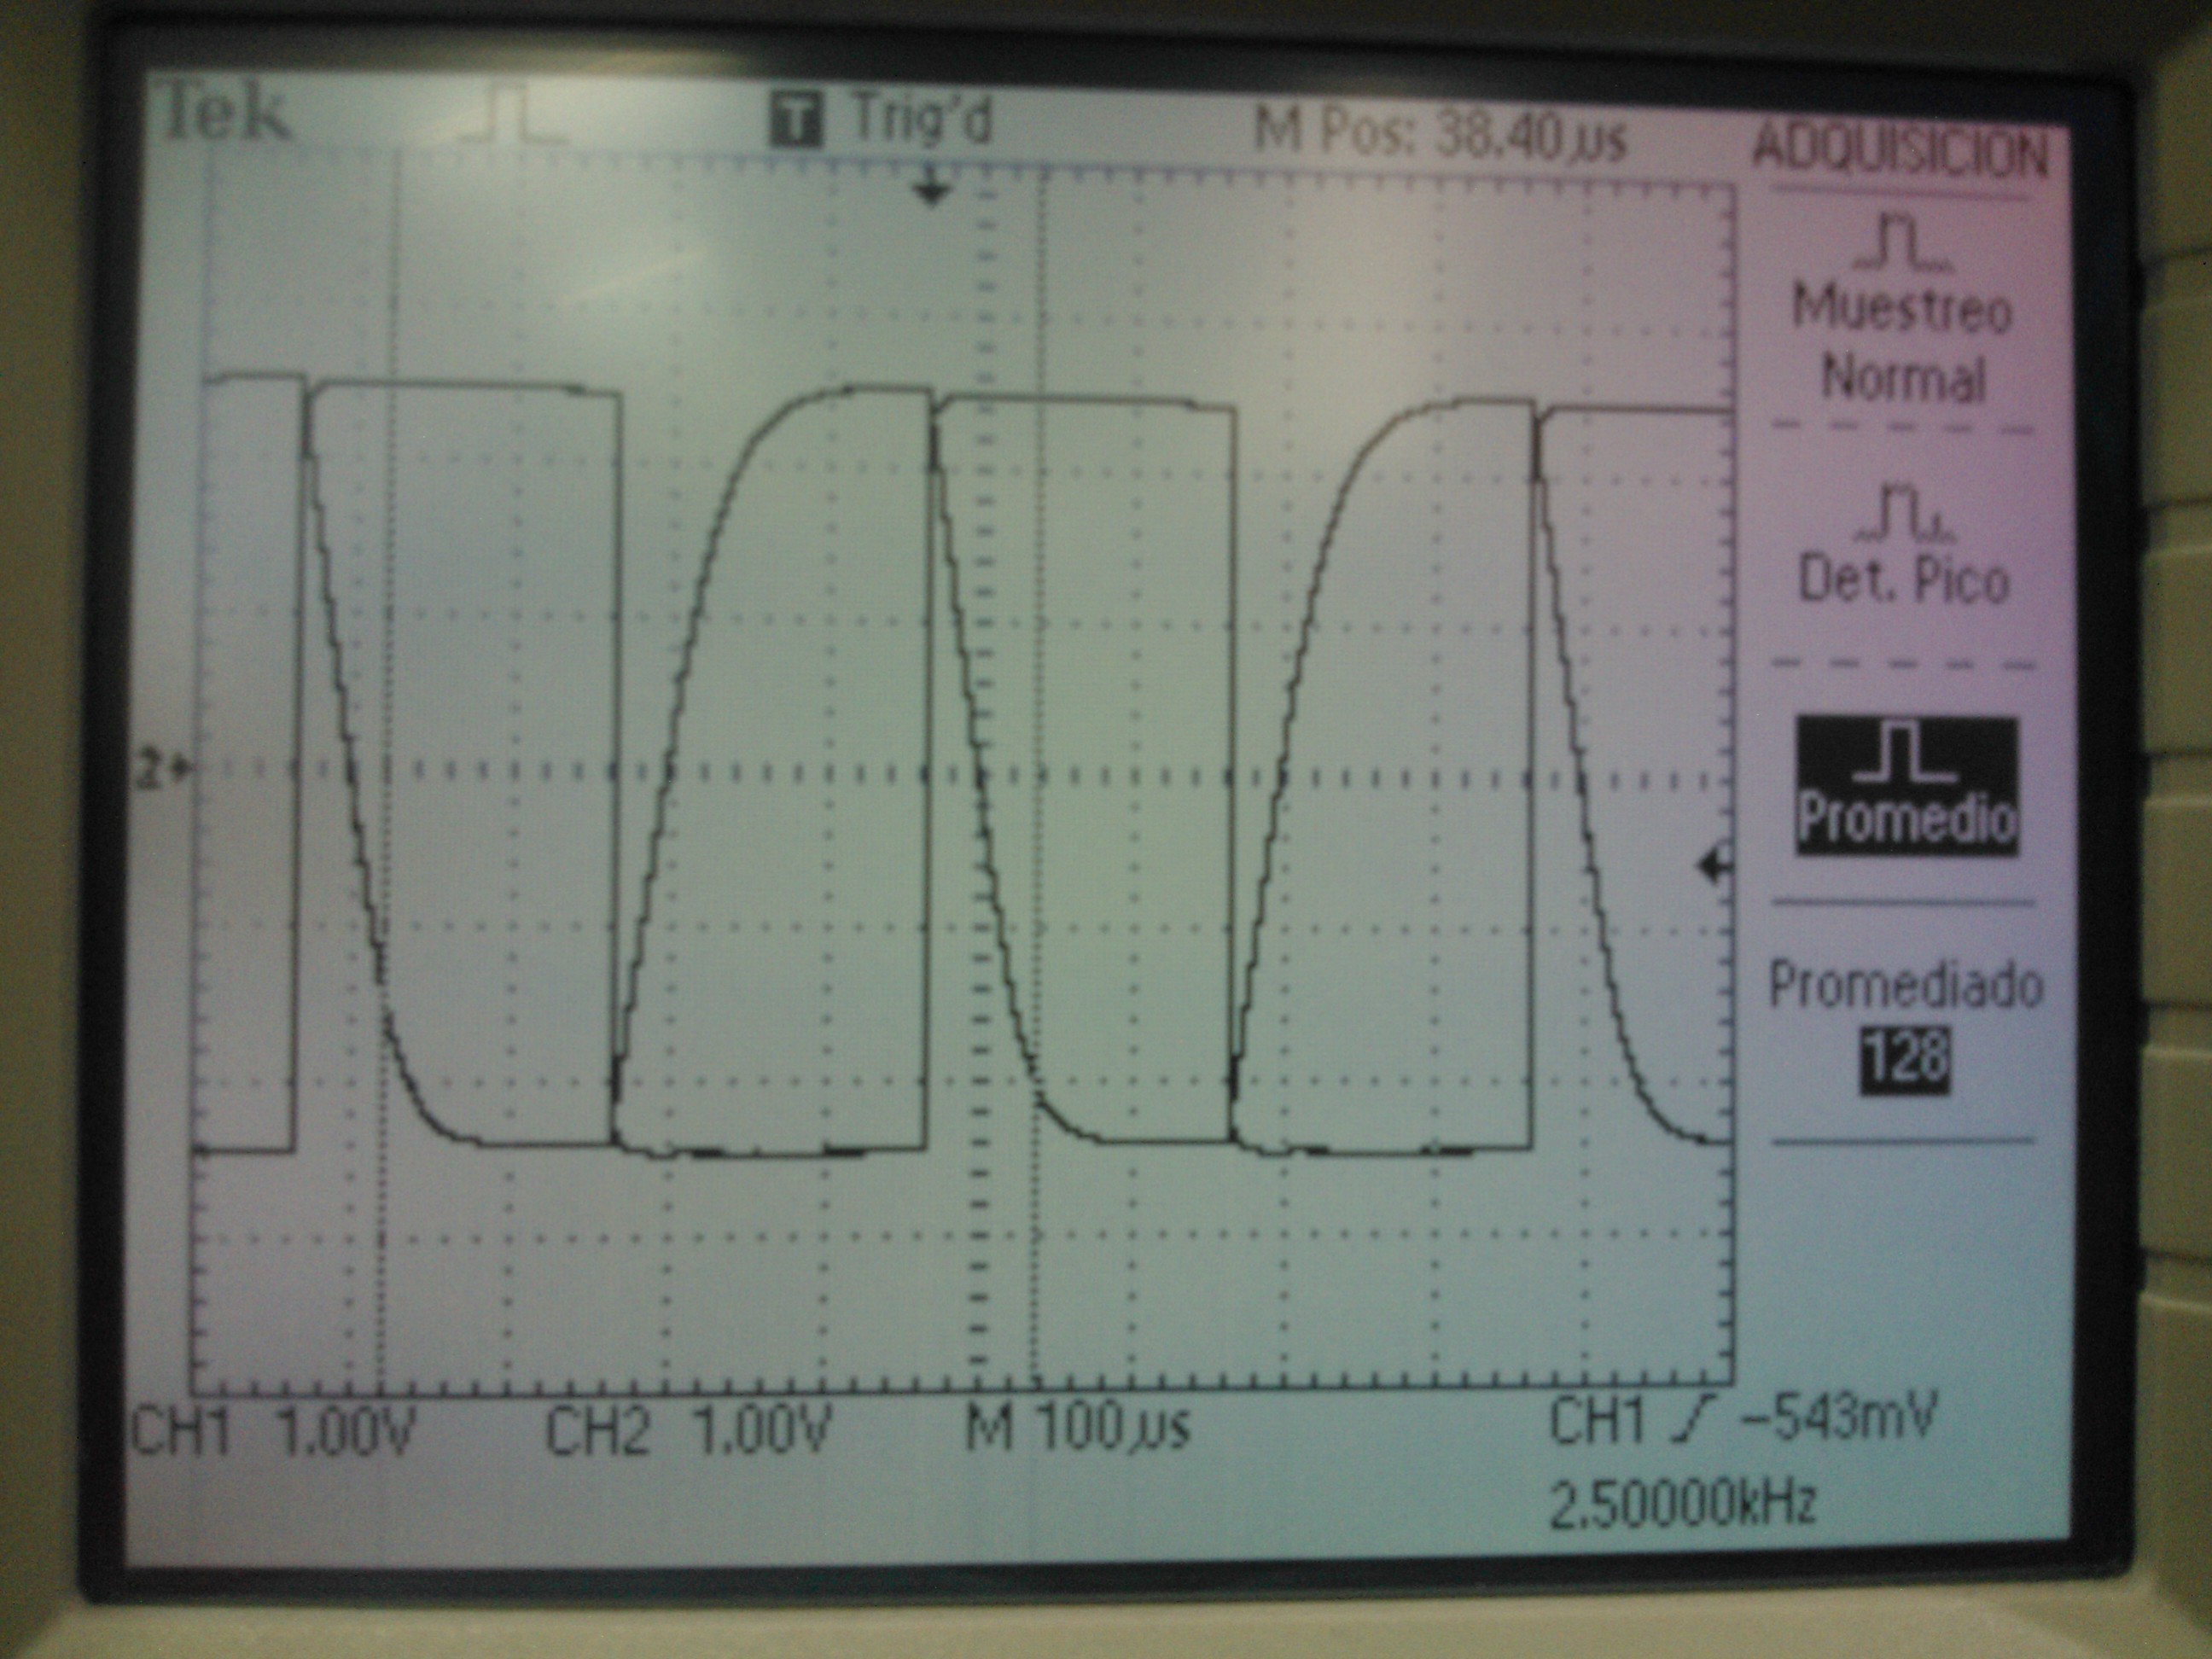 Tek T Trig'd M Pos: 38.40µs ADQUISICION
Muestreo
Normal
Det. Pico
2
Promedio
Promediado
128
CH1 1.00V CH2 1.00V M 100µs CH1 -543mV
2.50000kHz